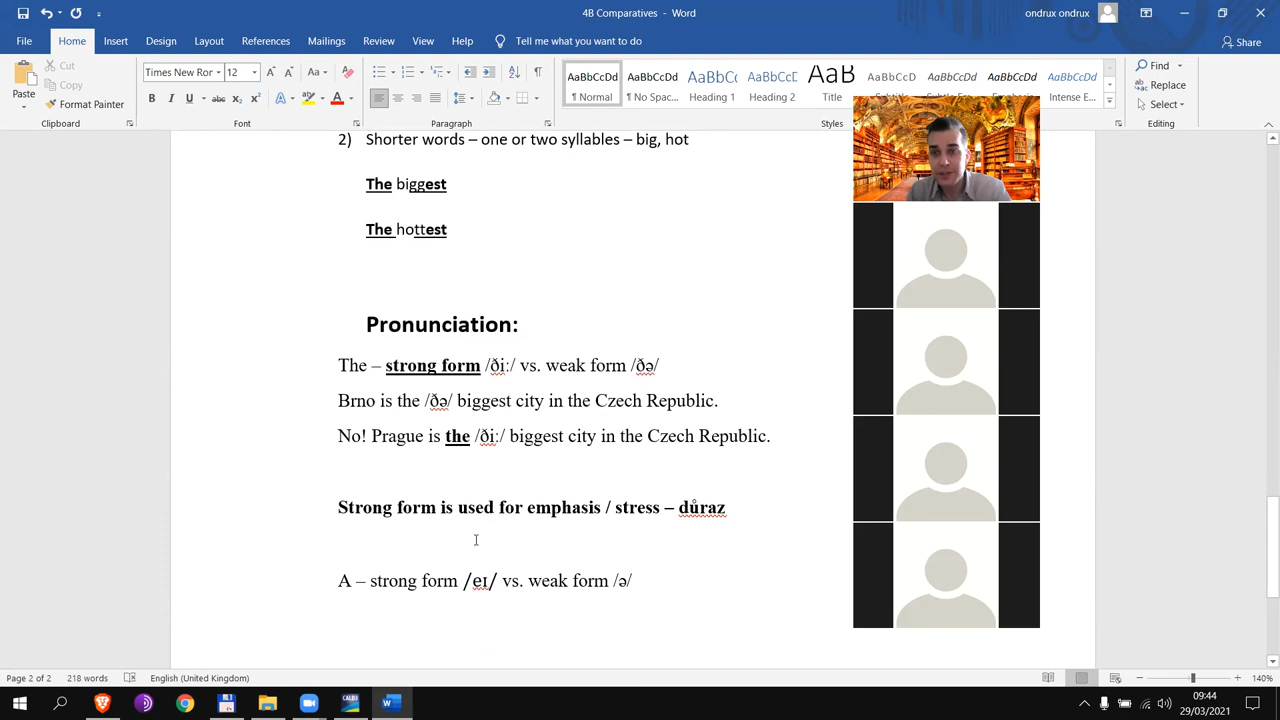 4B Comparatives - Word
ondrux ondrux
File Home Insert Design Layout References Mailings Review View Help Tell me what you want to do Share
Cut
Copy
Format Painter
Paste
Clipboard
Times New Ror 12
Font
Paragraph
AaBbCcDd AaBbCcDd AaBbCc AaBbCcD AaB AaBbCcD AaBbCcDd AaBbCcDd AaBbCcDd
¶ Normal ¶ No Spac... Heading 1 Heading 2 Title Intense E...
Styles
Find
Replace
Select
Editing
2) Shorter words – one or two syllables – big, hot
The biggest
The hottest
Pronunciation:
The – strong form /ði:/ vs. weak form /ðə/
Brno is the /ðə/ biggest city in the Czech Republic.
No! Prague is the /ði:/ biggest city in the Czech Republic.
Strong form is used for emphasis / stress – důraz
A – strong form /eɪ/ vs. weak form /ə/
Page 2 of 2 218 words English (Kingdom) 140%
CALD3
09:44
29/03/2021